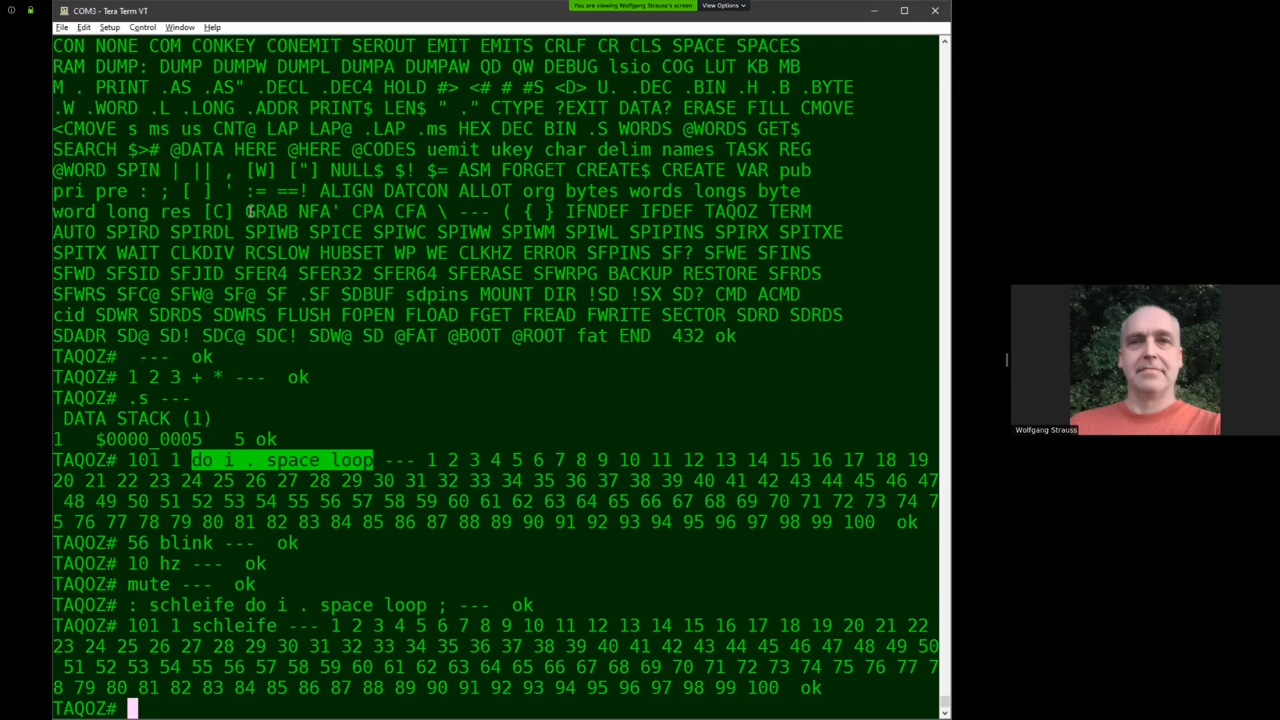 You are viewing Wolfgang Strauss's screen
View Options
COM3 - Tera Term VT
File Edit Setup Control Window Help
CON NONE COM CONKEY CONEMIT SEROUT EMIT EMITS CRLF CR CLS SPACE SPACES
RAM DUMP: DUMP DUMPW DUMPL DUMPA DUMPAW QD QW DEBUG lsio COG LUT KB MB
M . PRINT .AS .AS" .DECL .DEC4 HOLD #> <# # #S <D> U. .DEC .BIN .H .B .BYTE
.W .WORD .L .LONG .ADDR PRINT$ LEN$ " ." CTYPE ?EXIT DATA? ERASE FILL CMOVE
<CMOVE s ms us CNT@ LAP LAP@ .LAP .ms HEX DEC BIN .S WORDS @WORDS GET$
SEARCH $># @DATA HERE @HERE @CODES uemit ukey char delim names TASK REG
@WORD SPIN | || , [W] ["] NULL$ $! $= ASM FORGET CREATE$ CREATE VAR pub
pri pre : ; [ ] ' := ==! ALIGN DATCON ALLOT org bytes words longs byte
word long res [C] GRAB NFA' CPA CFA \ --- ( { } IFNDEF IFDEF TAQOZ TERM
AUTO SPIRD SPIRDL SPIWB SPICE SPIWC SPIWW SPIWM SPIWL SPIPINS SPIRX SPITXE
SPITX WAIT CLKDIV RCSLOW HUBSET WP WE CLKHZ ERROR SFPINS SF? SFWE SFINS
SFWD SFSID SFJID SFER4 SFER32 SFER64 SFERASE SFWRPG BACKUP RESTORE SFRDS
SFWRS SFC@ SFW@ SF@ SF .SF SDBUF sdpins MOUNT DIR !SD !SX SD? CMD ACMD
cid SDWR SDRDS SDWRS FLUSH FOPEN FLOAD FGET FREAD FWRITE SECTOR SDRD SDRDS
SDADR SD@ SD! SDC@ SDC! SDW@ SD @FAT @BOOT @ROOT fat END  432 ok
TAQOZ#  ---  ok
TAQOZ# 1 2 3 + * ---  ok
TAQOZ# .s ---
DATA STACK (1)
1   $0000_0005   5 ok
TAQOZ# 101 1 do i . space loop --- 1 2 3 4 5 6 7 8 9 10 11 12 13 14 15 16 17 18 19
20 21 22 23 24 25 26 27 28 29 30 31 32 33 34 35 36 37 38 39 40 41 42 43 44 45 46 47
48 49 50 51 52 53 54 55 56 57 58 59 60 61 62 63 64 65 66 67 68 69 70 71 72 73 74 7
5 76 77 78 79 80 81 82 83 84 85 86 87 88 89 90 91 92 93 94 95 96 97 98 99 100  ok
TAQOZ# 56 blink ---  ok
TAQOZ# 10 hz ---  ok
TAQOZ# mute ---  ok
TAQOZ# : schleife do i . space loop ; ---  ok
TAQOZ# 101 1 schleife --- 1 2 3 4 5 6 7 8 9 10 11 12 13 14 15 16 17 18 19 20 21 22
23 24 25 26 27 28 29 30 31 32 33 34 35 36 37 38 39 40 41 42 43 44 45 46 47 48 49 50
51 52 53 54 55 56 57 58 59 60 61 62 63 64 65 66 67 68 69 70 71 72 73 74 75 76 77 7
8 79 80 81 82 83 84 85 86 87 88 89 90 91 92 93 94 95 96 97 98 99 100  ok
TAQOZ#
Wolfgang Strauss